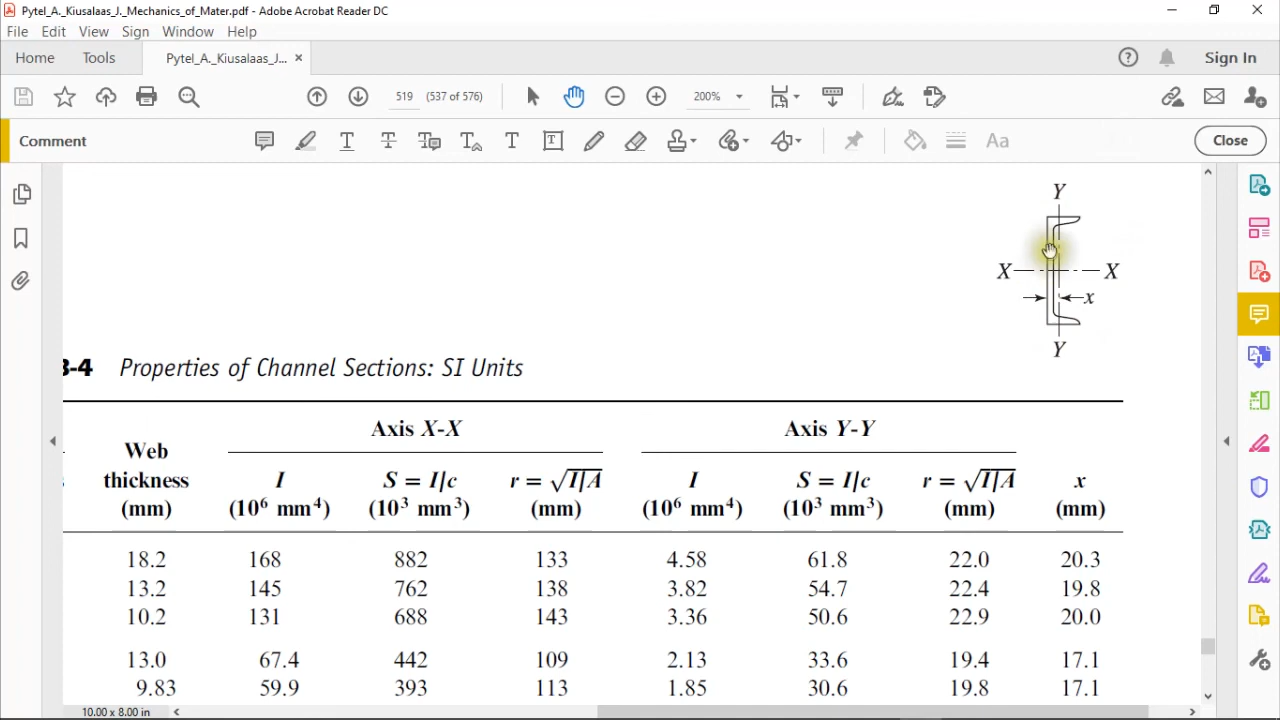 Pytel_A._Kiusalaas_J._Mechanics_of_Mater.pdf - Adobe Acrobat Reader DC
File Edit View Sign Window Help
Home Tools Pytel_A._Kiusalaas_J... × Sign In
519 (537 of 576) 200%
Comment Close
Y
X X
x
Y
3-4 Properties of Channel Sections: SI Units
Axis X-X Axis Y-Y
Web
thickness I S = I/c r = √I/A I S = I/c r = √I/A x
(mm) (10⁶ mm⁴) (10³ mm³) (mm) (10⁶ mm⁴) (10³ mm³) (mm) (mm)
18.2 168 882 133 4.58 61.8 22.0 20.3
13.2 145 762 138 3.82 54.7 22.4 19.8
10.2 131 688 143 3.36 50.6 22.9 20.0
13.0 67.4 442 109 2.13 33.6 19.4 17.1
9.83 59.9 393 113 1.85 30.6 19.8 17.1
10.00 x 8.00 in